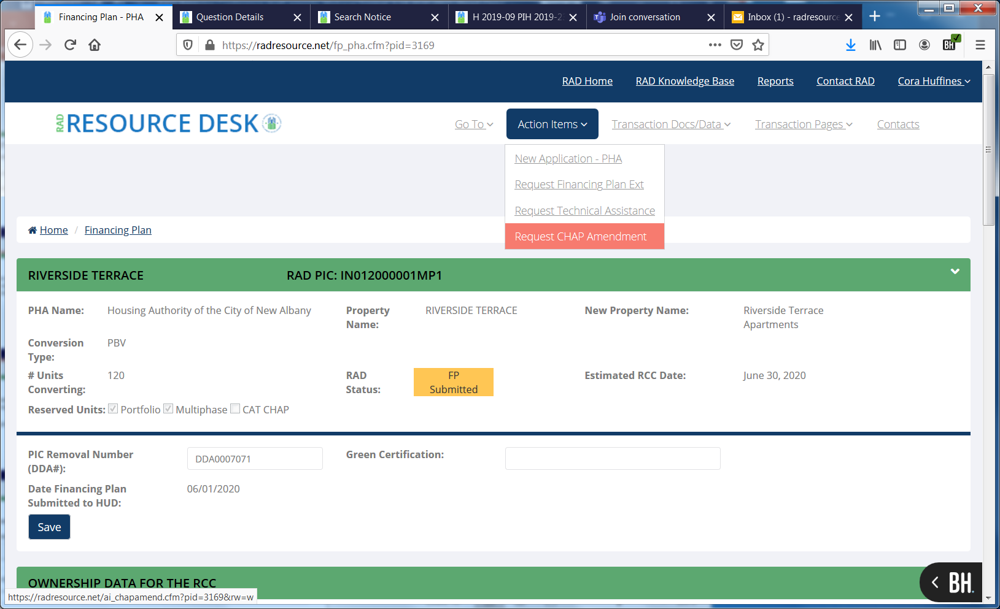 Financing Plan - PHA
Question Details
Search Notice
H 2019-09 PIH 2019-2
Join conversation
Inbox (1) - radresource
https://radresource.net/fp_pha.cfm?pid=3169
BH
RAD Home
RAD Knowledge Base
Reports
Contact RAD
Cora Huffines
RAD RESOURCE DESK
Go To
Action Items
Transaction Docs/Data
Transaction Pages
Contacts
New Application - PHA
Request Financing Plan Ext
Request Technical Assistance
Request CHAP Amendment
Home / Financing Plan
RIVERSIDE TERRACE RAD PIC: IN012000001MP1
PHA Name: Housing Authority of the City of New Albany Property RIVERSIDE TERRACE New Property Name: Riverside Terrace
Name: Apartments
Conversion PBV
Type:
# Units 120 RAD FP Estimated RCC Date: June 30, 2020
Converting: Status: Submitted
Reserved Units: Portfolio Multiphase CAT CHAP
PIC Removal Number DDA0007071 Green Certification:
(DDA#):
Date Financing Plan 06/01/2020
Submitted to HUD:
Save
OWNERSHIP DATA FOR THE RCC
https://radresource.net/ai_chapamend.cfm?pid=3169&rw=w
BH.